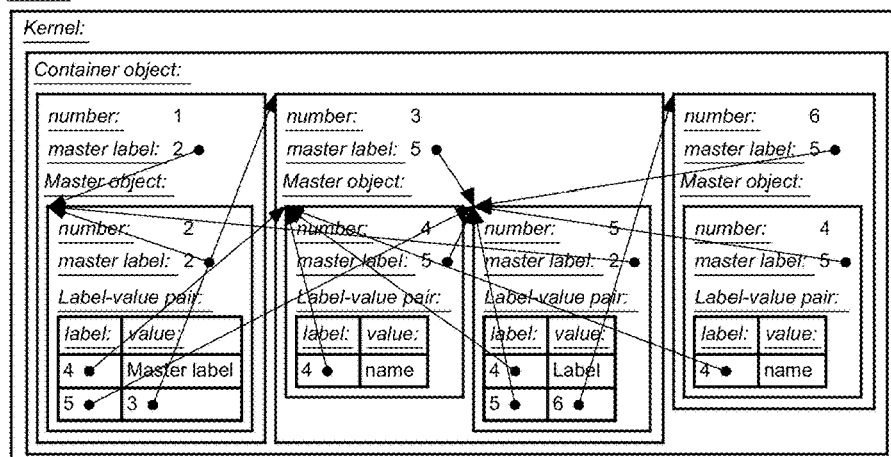 Kernel:
Container object:
number: 1
master label: 2
Master object:
number: 2
master label: 2
Label-value pair:
label: value:
4 Master label
5 3
number: 3
master label: 5
Master object:
number: 4
master label: 5
Label-value pair:
label: value:
4 name
number: 5
master label: 2
Label-value pair:
label: value:
4 Label
5 6
number: 6
master label: 5
Master object:
number: 4
master label: 5
Label-value pair:
label: value:
4 name